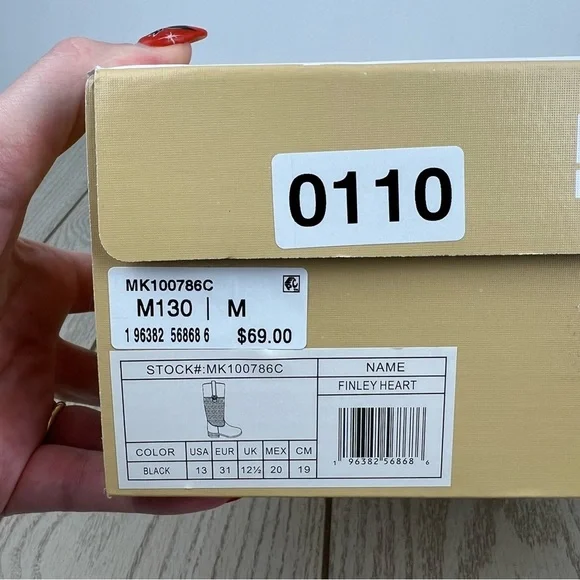 0110
MK100786C
M130 | M
1 96382 56868 6 $69.00
STOCK#:MK100786C
NAME
FINLEY HEART
COLOR USA EUR UK MEX CM
BLACK 13 31 12½ 20 19
1 96382 56868 6